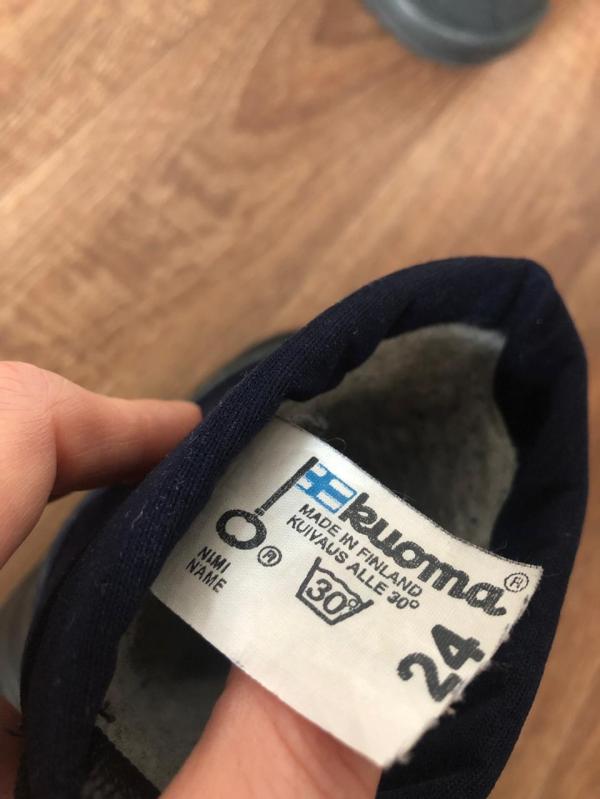 kuoma®
MADE IN FINLAND
KUIVAUS ALLE 30°
®
30°
NIMI
NAME
24